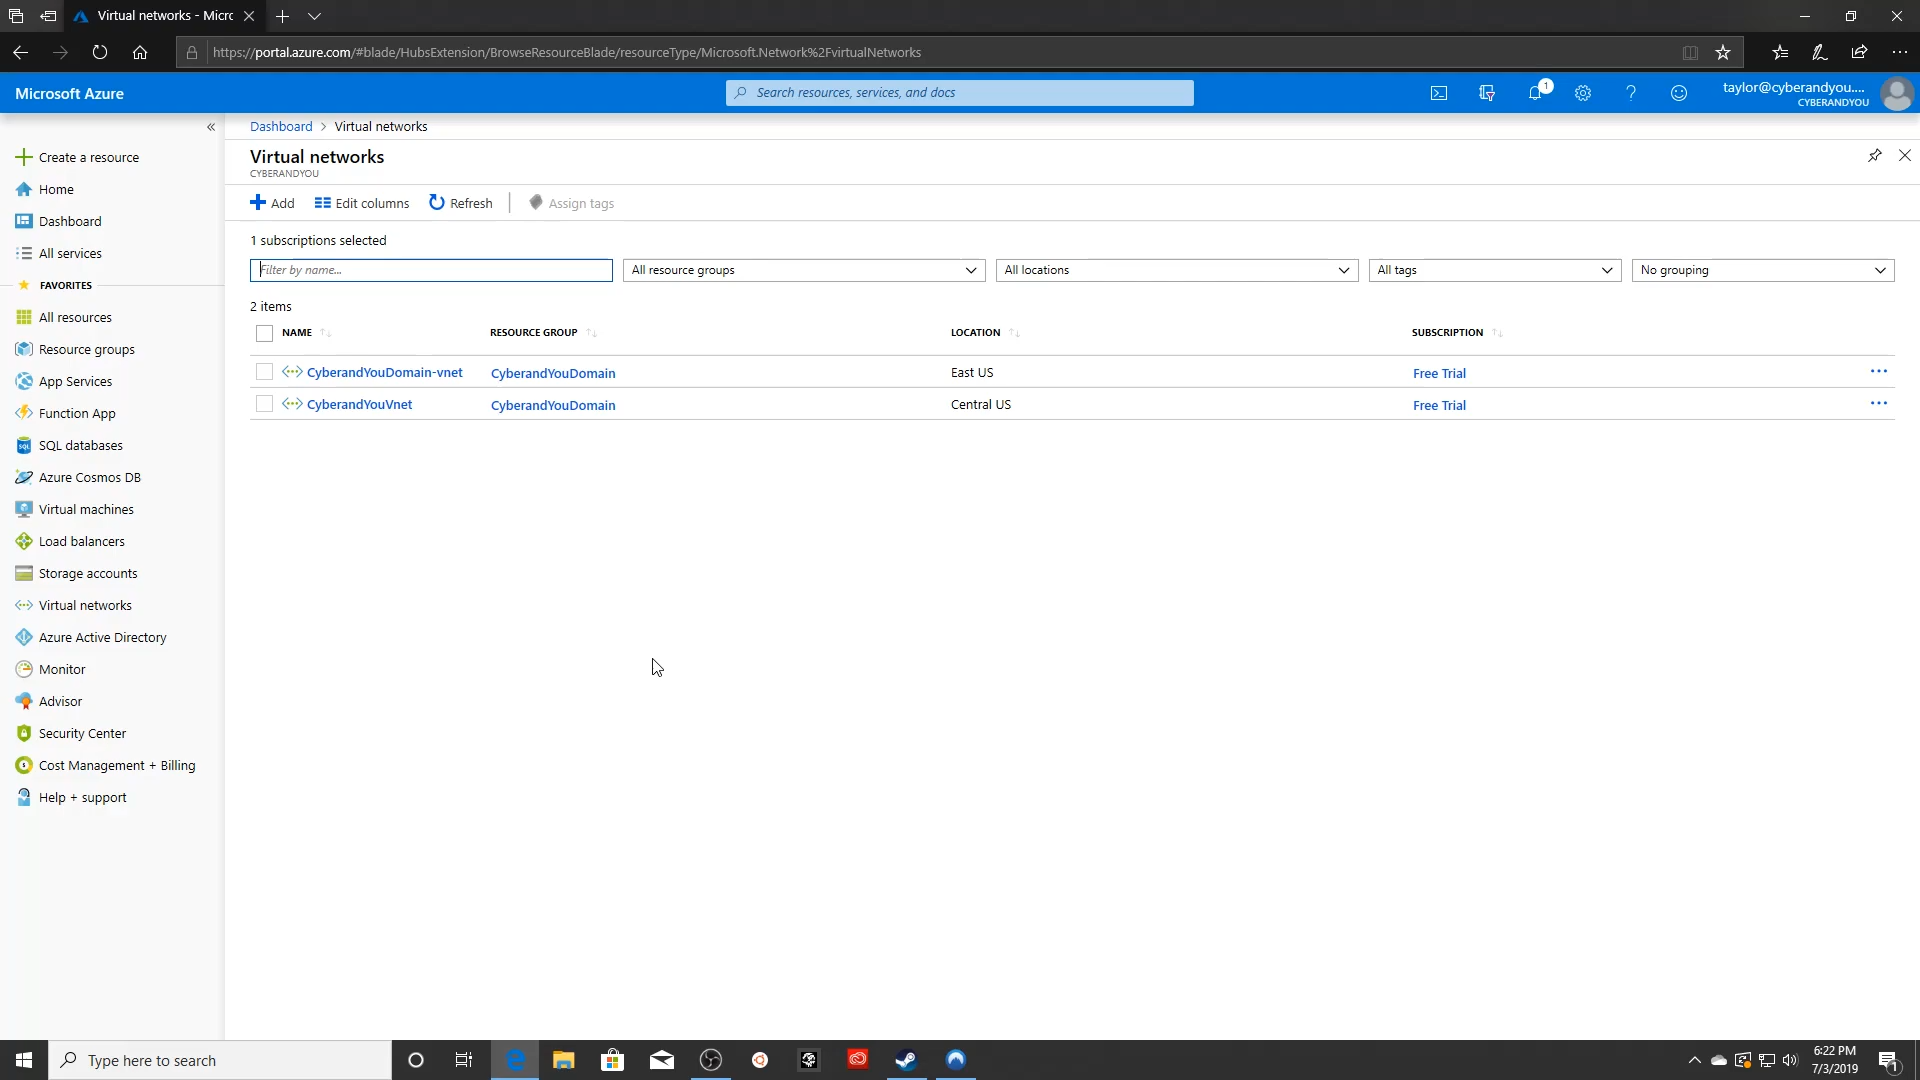 Virtual networks - Micr
https://portal.azure.com/#blade/HubsExtension/BrowseResourceBlade/resourceType/Microsoft.Network%2FvirtualNetworks
Microsoft Azure
Search resources, services, and docs
1
taylor@cyberandyou....
CYBERANDYOU
Dashboard > Virtual networks
Virtual networks
CYBERANDYOU
Add
Edit columns
Refresh
Assign tags
1 subscriptions selected
Filter by name...
All resource groups
All locations
All tags
No grouping
2 items
NAME RESOURCE GROUP LOCATION SUBSCRIPTION
CyberandYouDomain-vnet CyberandYouDomain East US Free Trial
CyberandYouVnet CyberandYouDomain Central US Free Trial
Create a resource
Home
Dashboard
All services
FAVORITES
All resources
Resource groups
App Services
Function App
SQL databases
Azure Cosmos DB
Virtual machines
Load balancers
Storage accounts
Virtual networks
Azure Active Directory
Monitor
Advisor
Security Center
Cost Management + Billing
Help + support
Type here to search
6:22 PM
7/3/2019
1